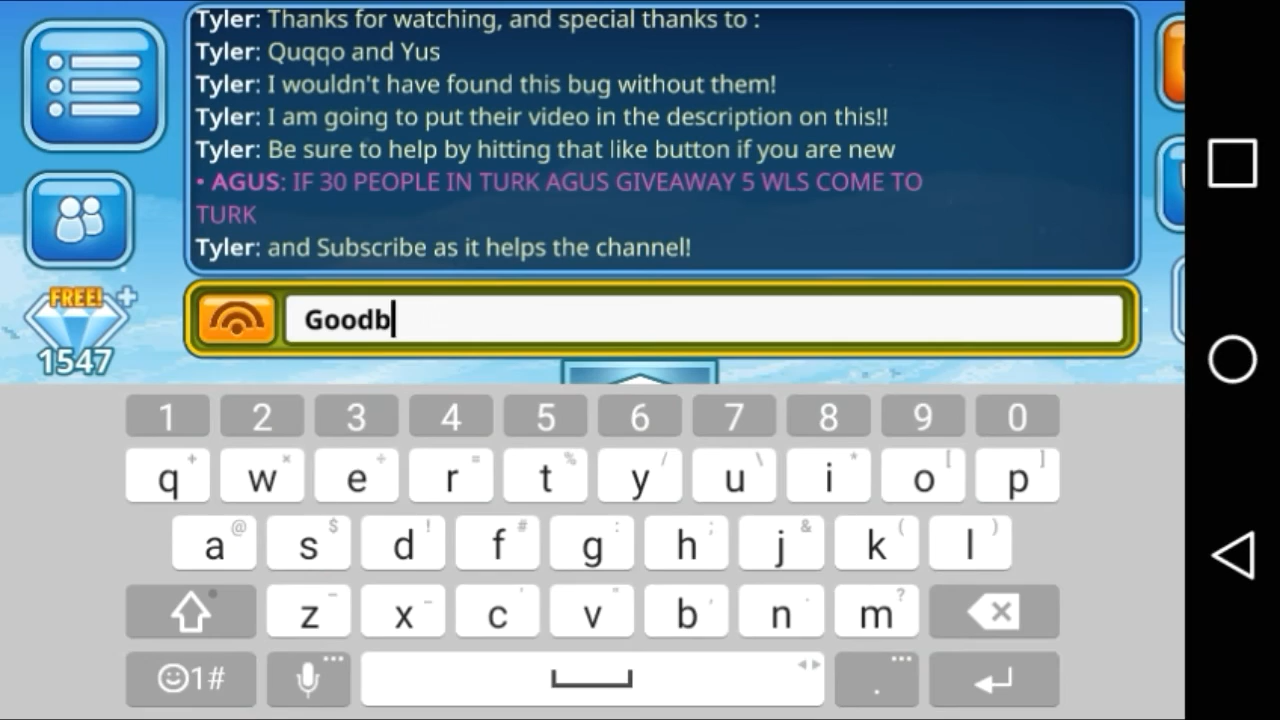 Tyler: Thanks for watching, and special thanks to :
Tyler: Quqqo and Yus
Tyler: I wouldn't have found this bug without them!
Tyler: I am going to put their video in the description on this!!
Tyler: Be sure to help by hitting that like button if you are new
• AGUS: IF 30 PEOPLE IN TURK AGUS GIVEAWAY 5 WLS COME TO
TURK
Tyler: and Subscribe as it helps the channel!
FREE! +
1547
Goodb
1 2 3 4 5 6 7 8 9 0
q + w × e ÷ r = t % y / u \ i * o [ p ]
a @ s $ d ! f # g : h ; j & k ( l )
z x c v b n m ?
1# ... . ...